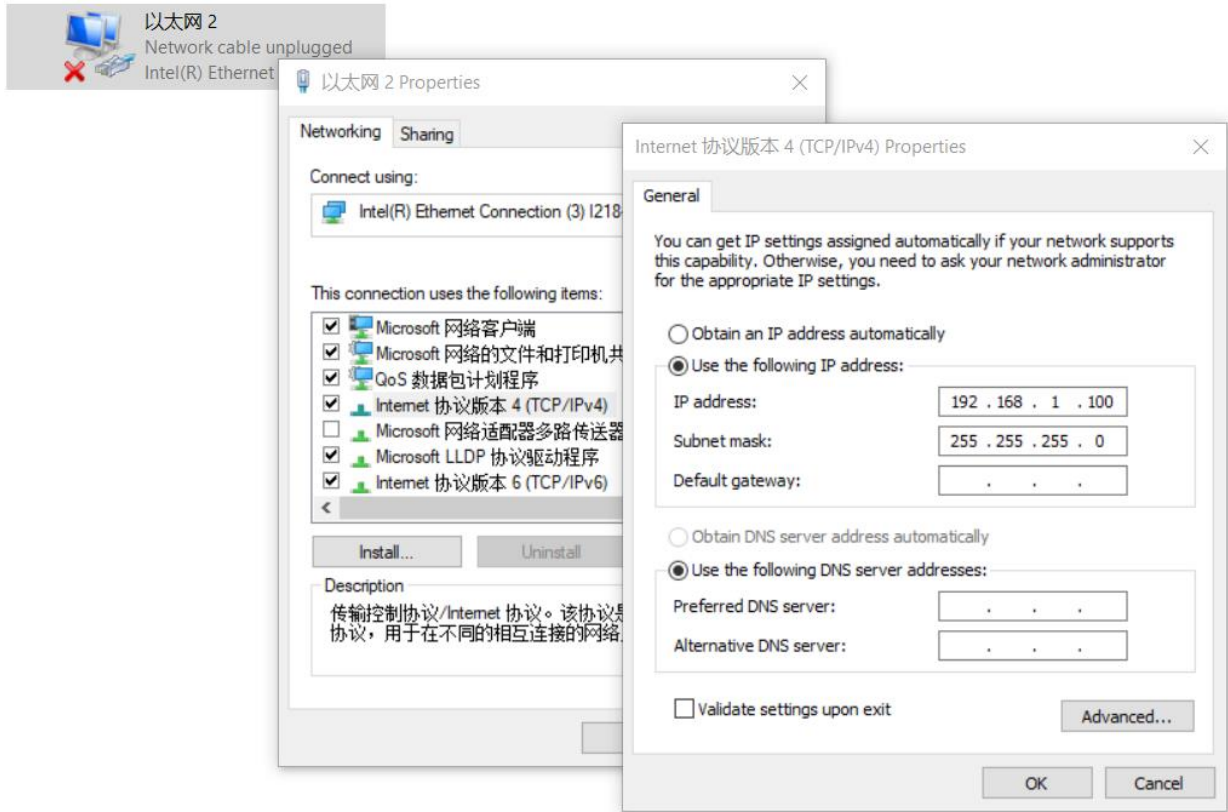 以太网 2
Network cable unplugged
Intel(R) Ethernet
以太网 2 Properties
Networking
Sharing
Connect using:
Intel(R) Ethernet Connection (3) I218-
This connection uses the following items:
Microsoft 网络客户端
Microsoft 网络的文件和打印机共
QoS 数据包计划程序
Internet 协议版本 4 (TCP/IPv4)
Microsoft 网络适配器多路传送器
Microsoft LLDP 协议驱动程序
Internet 协议版本 6 (TCP/IPv6)
Install...
Uninstall
Description
传输控制协议/Internet 协议。该协议是
协议，用于在不同的相互连接的网络
Internet 协议版本 4 (TCP/IPv4) Properties
General
You can get IP settings assigned automatically if your network supports
this capability. Otherwise, you need to ask your network administrator
for the appropriate IP settings.
Obtain an IP address automatically
Use the following IP address:
IP address:
192 . 168 . 1 . 100
Subnet mask:
255 . 255 . 255 . 0
Default gateway:
. . .
Obtain DNS server address automatically
Use the following DNS server addresses:
Preferred DNS server:
. . .
Alternative DNS server:
. . .
Validate settings upon exit
Advanced...
OK
Cancel